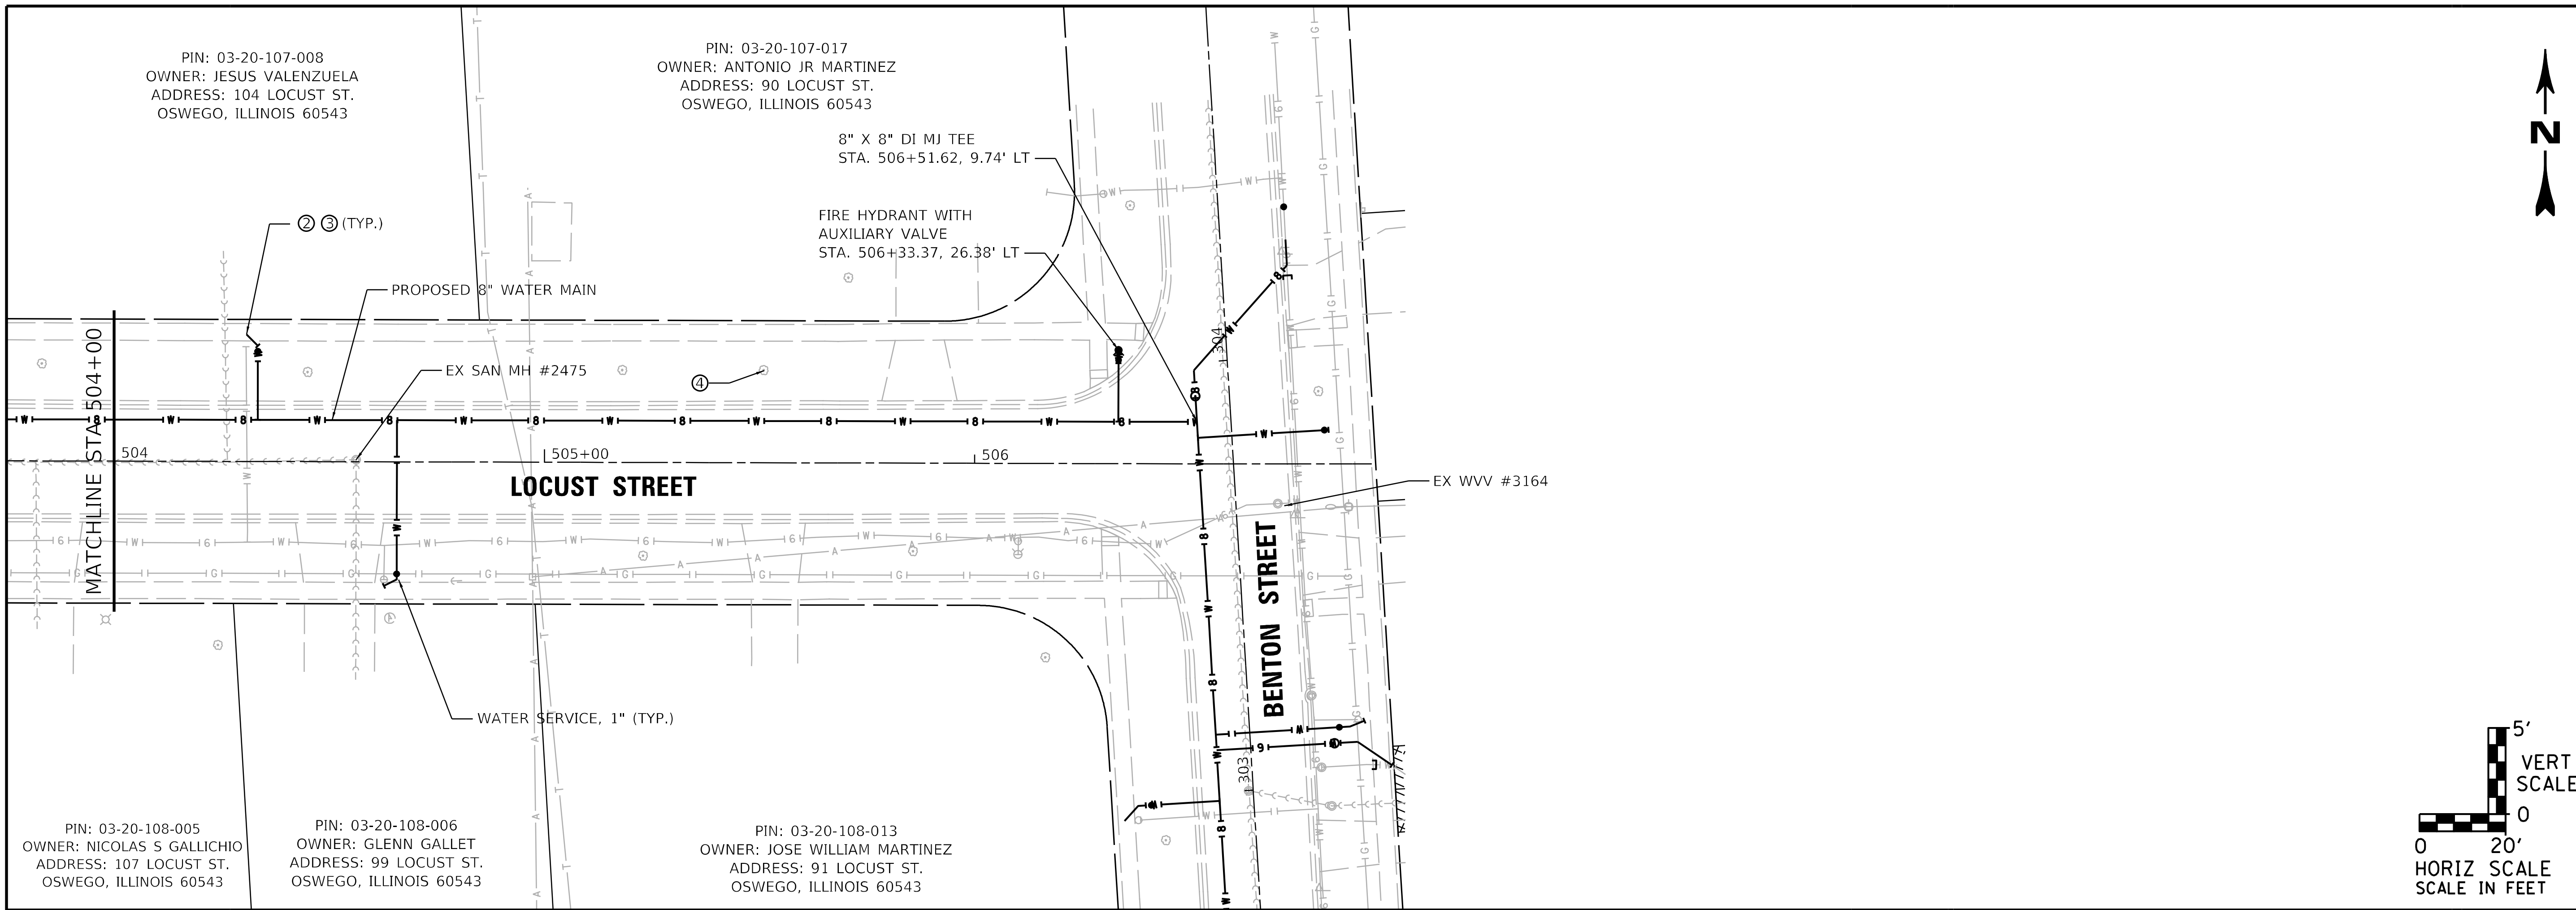 PIN: 03-20-107-008
OWNER: JESUS VALENZUELA
ADDRESS: 104 LOCUST ST.
OSWEGO, ILLINOIS 60543
PIN: 03-20-107-017
OWNER: ANTONIO JR MARTINEZ
ADDRESS: 90 LOCUST ST.
OSWEGO, ILLINOIS 60543
8" X 8" DI MJ TEE
STA. 506+51.62, 9.74' LT
FIRE HYDRANT WITH
AUXILIARY VALVE
STA. 506+33.37, 26.38' LT
2 3 (TYP.)
PROPOSED 8" WATER MAIN
EX SAN MH #2475
4
MATCHLINE STA 504+00
504
505+00
506
LOCUST STREET
304
EX WVV #3164
BENTON STREET
303
WATER SERVICE, 1" (TYP.)
PIN: 03-20-108-005
OWNER: NICOLAS S GALLICHIO
ADDRESS: 107 LOCUST ST.
OSWEGO, ILLINOIS 60543
PIN: 03-20-108-006
OWNER: GLENN GALLET
ADDRESS: 99 LOCUST ST.
OSWEGO, ILLINOIS 60543
PIN: 03-20-108-013
OWNER: JOSE WILLIAM MARTINEZ
ADDRESS: 91 LOCUST ST.
OSWEGO, ILLINOIS 60543
N
5'
VERT
SCALE
0
0 20'
HORIZ SCALE
SCALE IN FEET